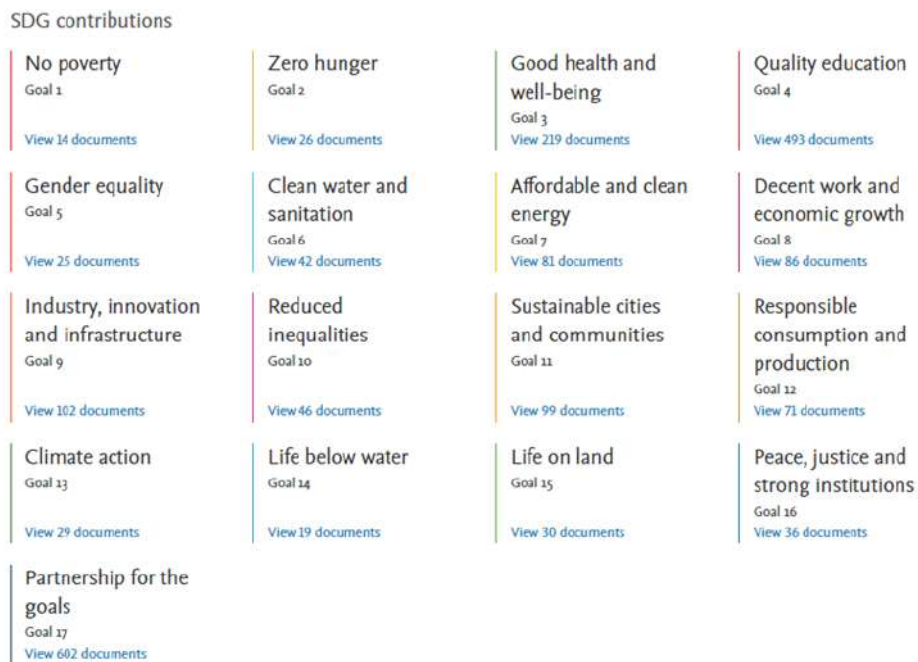 SDG contributions
No poverty
Goal 1
View 14 documents
Zero hunger
Goal 2
View 26 documents
Good health and
well-being
Goal 3
View 219 documents
Quality education
Goal 4
View 493 documents
Gender equality
Goal 5
View 25 documents
Clean water and
sanitation
Goal 6
View 42 documents
Affordable and clean
energy
Goal 7
View 81 documents
Decent work and
economic growth
Goal 8
View 86 documents
Industry, innovation
and infrastructure
Goal 9
View 102 documents
Reduced
inequalities
Goal 10
View 46 documents
Sustainable cities
and communities
Goal 11
View 99 documents
Responsible
consumption and
production
Goal 12
View 71 documents
Climate action
Goal 13
View 29 documents
Life below water
Goal 14
View 19 documents
Life on land
Goal 15
View 30 documents
Peace, justice and
strong institutions
Goal 16
View 36 documents
Partnership for the
goals
Goal 17
View 602 documents